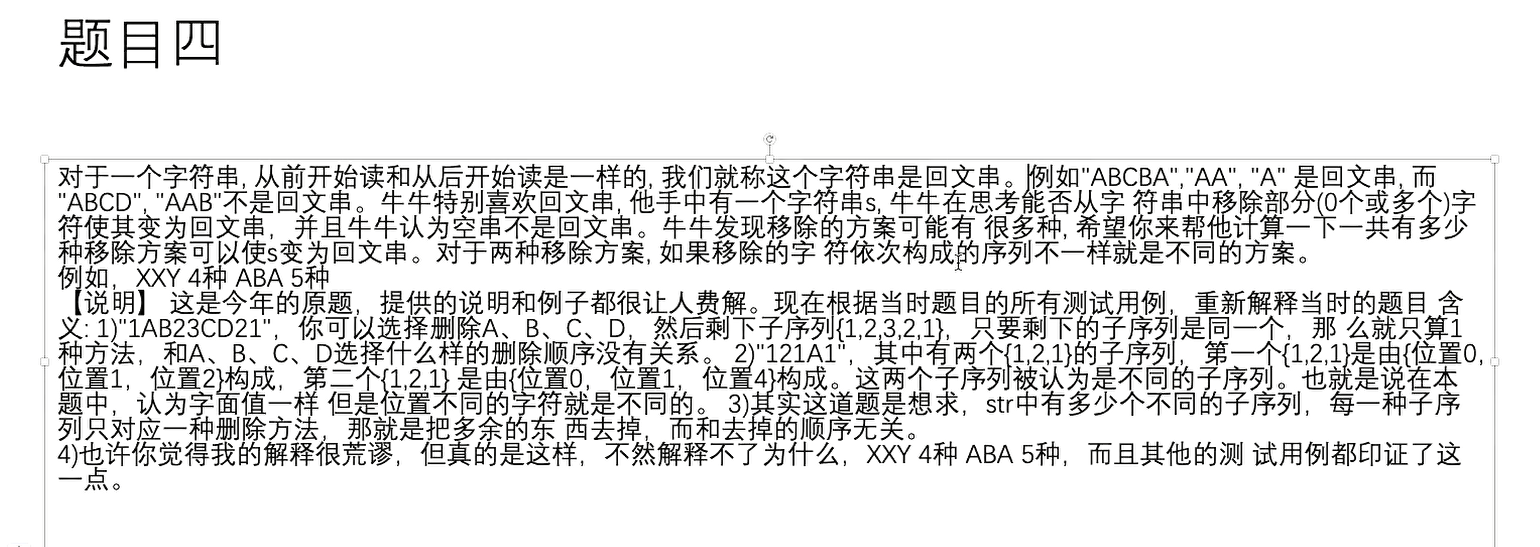 题目四
对于一个字符串, 从前开始读和从后开始读是一样的, 我们就称这个字符串是回文串。例如"ABCBA","AA", "A" 是回文串, 而
"ABCD", "AAB"不是回文串。牛牛特别喜欢回文串, 他手中有一个字符串s, 牛牛在思考能否从字 符串中移除部分(0个或多个)字
符使其变为回文串，并且牛牛认为空串不是回文串。牛牛发现移除的方案可能有 很多种, 希望你来帮他计算一下一共有多少
种移除方案可以使s变为回文串。对于两种移除方案, 如果移除的字 符依次构成的序列不一样就是不同的方案。
例如，XXY 4种 ABA 5种
【说明】 这是今年的原题，提供的说明和例子都很让人费解。现在根据当时题目的所有测试用例，重新解释当时的题目 含
义: 1)"1AB23CD21"，你可以选择删除A、B、C、D，然后剩下子序列{1,2,3,2,1}，只要剩下的子序列是同一个，那 么就只算1
种方法，和A、B、C、D选择什么样的删除顺序没有关系。 2)"121A1"，其中有两个{1,2,1}的子序列，第一个{1,2,1}是由{位置0,
位置1，位置2}构成，第二个{1,2,1} 是由{位置0，位置1，位置4}构成。这两个子序列被认为是不同的子序列。也就是说在本
题中，认为字面值一样 但是位置不同的字符就是不同的。 3)其实这道题是想求，str中有多少个不同的子序列，每一种子序
列只对应一种删除方法，那就是把多余的东 西去掉，而和去掉的顺序无关。
4)也许你觉得我的解释很荒谬，但真的是这样，不然解释不了为什么，XXY 4种 ABA 5种，而且其他的测 试用例都印证了这
一点。